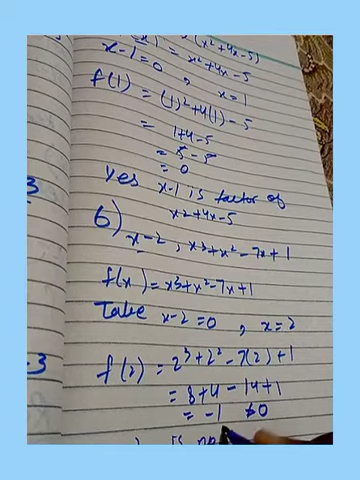 x-1 = x²+4x-5
x-1=0 , x=1
f(1) = (1)²+4(1)-5
= 1+4-5
= 5-5
= 0
Yes x-1 is factor of
x2+4x-5
6) x-2 , x3+x²-7x+1
f(x) = x³+x²-7x+1
Take x-2=0 , x=2
f(2) = 2³+2²-7(2)+1
= 8+4-14+1
= -1 ≠0